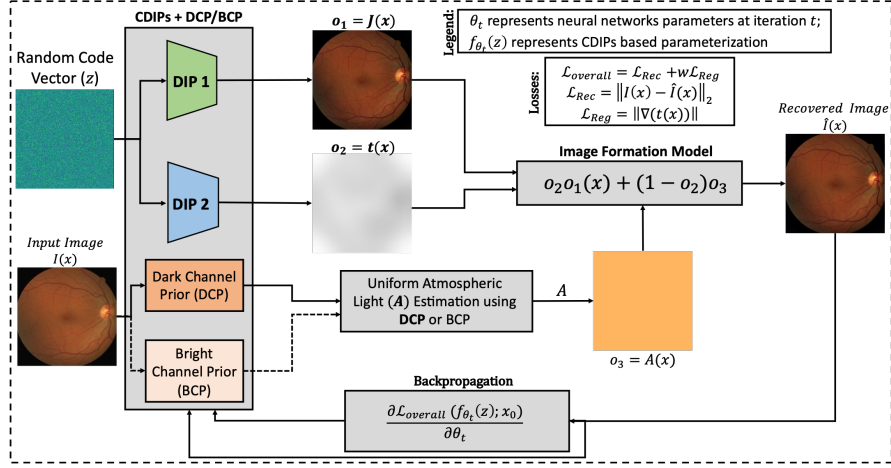 CDIPs + DCP/BCP
Random Code
Vector (z)
DIP 1
DIP 2
o₁ = J(x)
o₂ = t(x)
Legend:
θₜ represents neural networks parameters at iteration t;
f_θₜ(z) represents CDIPs based parameterization
Losses:
ℒ_overall = ℒ_Rec + wℒ_Reg
ℒ_Rec = ‖I(x) − Î(x)‖₂
ℒ_Reg = ‖∇(t(x))‖
Recovered Image
Î(x)
Image Formation Model
o₂o₁(x) + (1 − o₂)o₃
Input Image
I(x)
Dark Channel
Prior (DCP)
Bright
Channel Prior
(BCP)
Uniform Atmospheric
Light (A) Estimation using
DCP or BCP
A
o₃ = A(x)
Backpropagation
∂ℒ_overall (f_θₜ(z); x₀)
∂θₜ